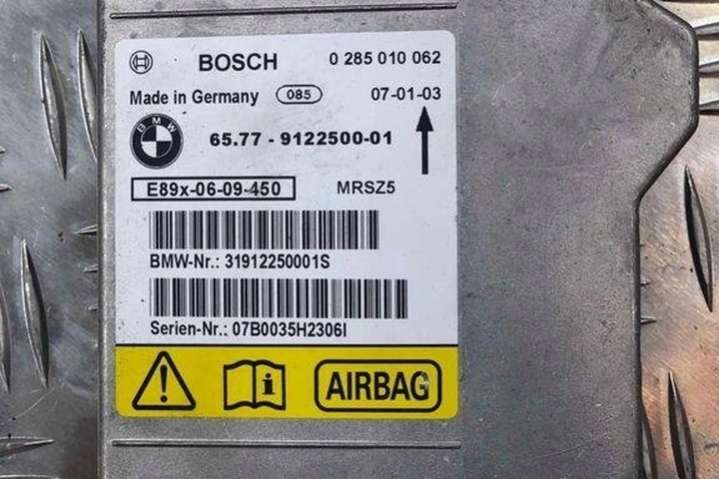 BOSCH 0 285 010 062
Made in Germany 085 07-01-03
BMW 65.77 - 9122500-01
E89x-06-09-450 MRSZ5
BMW-Nr.: 31912250001S
Serien-Nr.: 07B0035H2306I
AIRBAG